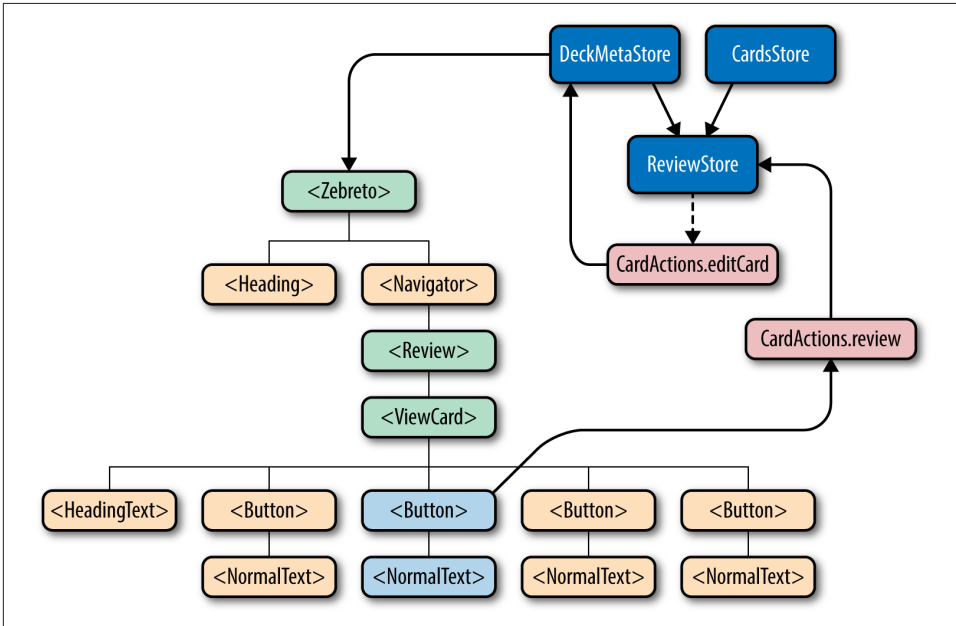 DeckMetaStore
CardsStore
ReviewStore
<Zebreto>
CardActions.editCard
<Heading>
<Navigator>
CardActions.review
<Review>
<ViewCard>
<HeadingText>
<Button>
<Button>
<Button>
<Button>
<NormalText>
<NormalText>
<NormalText>
<NormalText>